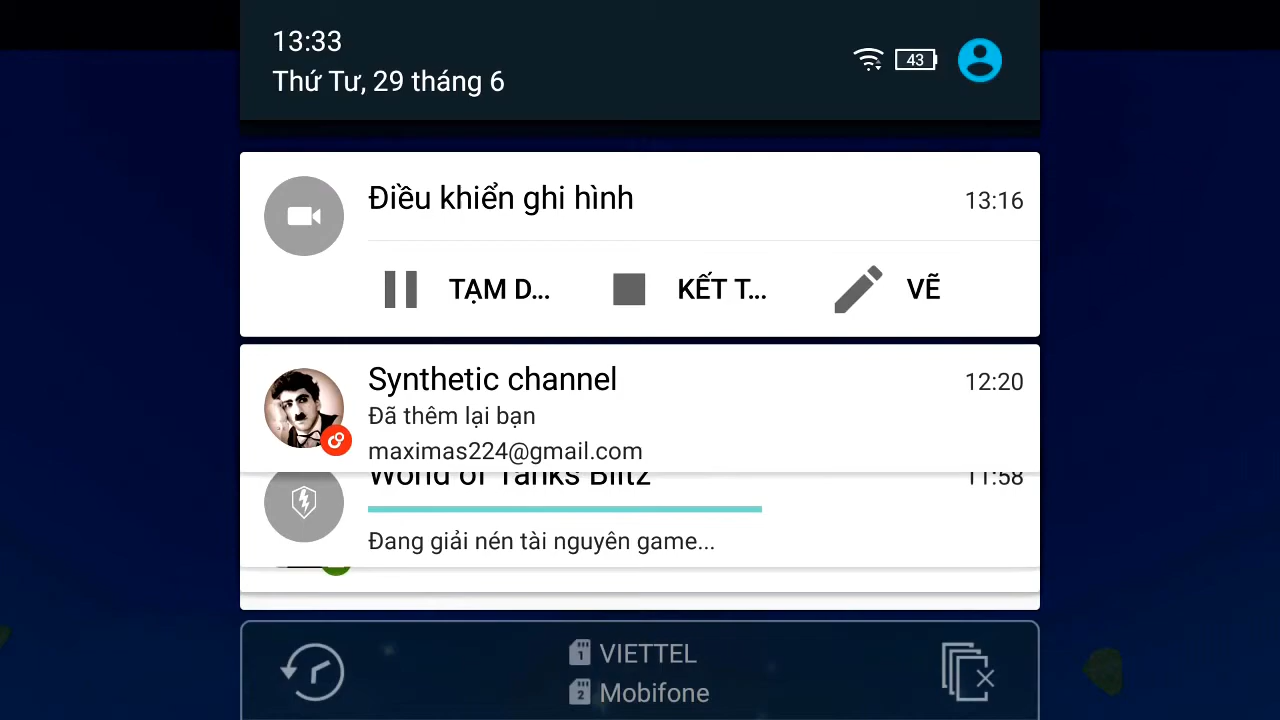 13:33
Thứ Tư, 29 tháng 6
43
Điều khiển ghi hình
13:16
TẠM D...
KẾT T...
VẼ
Synthetic channel
12:20
Đã thêm lại bạn
maximas224@gmail.com
World of Tanks Blitz
11:58
Đang giải nén tài nguyên game...
1 VIETTEL
2 Mobifone